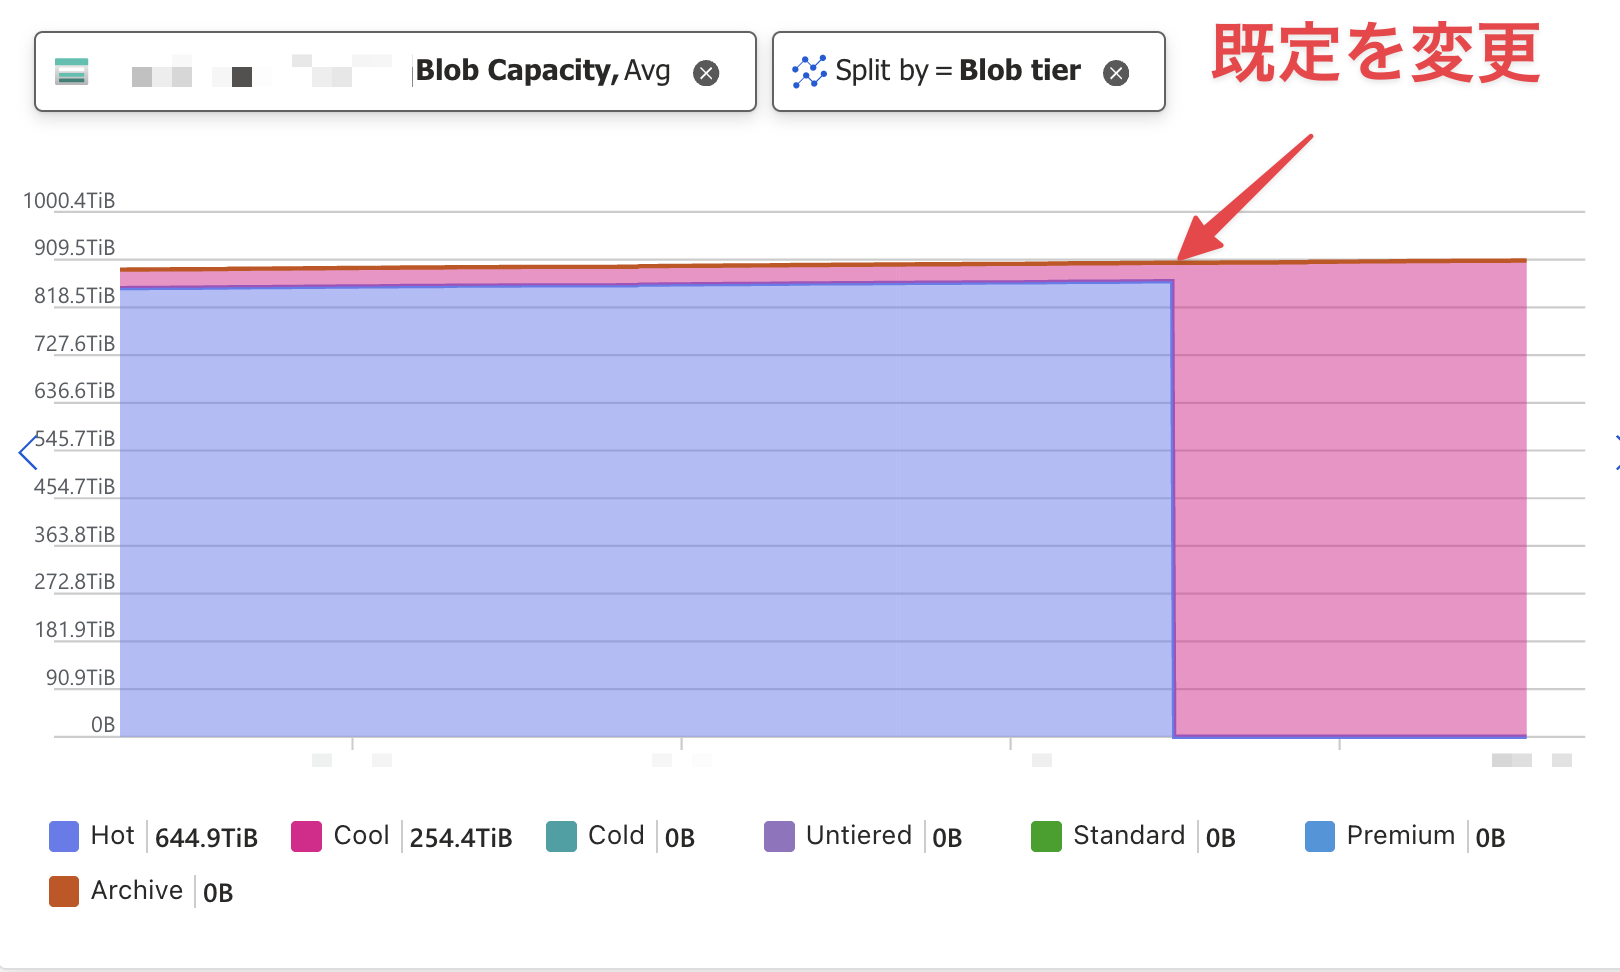 Blob Capacity, Avg
Split by = Blob tier
既定を変更
1000.4TiB
909.5TiB
818.5TiB
727.6TiB
636.6TiB
545.7TiB
454.7TiB
363.8TiB
272.8TiB
181.9TiB
90.9TiB
0B
Hot 644.9TiB
Cool 254.4TiB
Cold 0B
Untiered 0B
Standard 0B
Premium 0B
Archive 0B